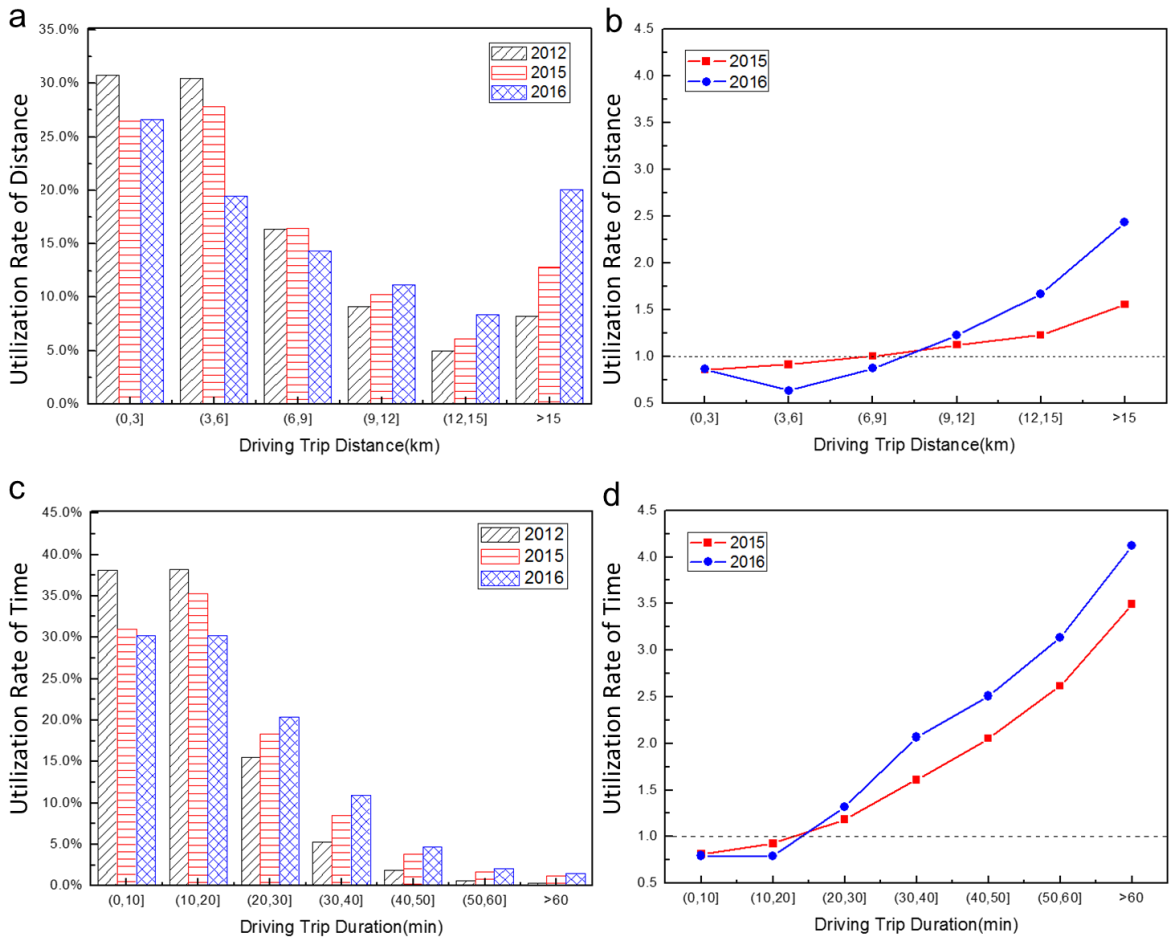 a
Utilization Rate of Distance
35.0%
30.0%
25.0%
20.0%
15.0%
10.0%
5.0%
0.0%
2012
2015
2016
(0,3] (3,6] (6,9] (9,12] (12,15] >15
Driving Trip Distance(km)
b
Utilization Rate of Distance
4.5
4.0
3.5
3.0
2.5
2.0
1.5
1.0
0.5
2015
2016
(0,3] (3,6] (6,9] (9,12] (12,15] >15
Driving Trip Distance(km)
c
Utilization Rate of Time
45.0%
40.0%
35.0%
30.0%
25.0%
20.0%
15.0%
10.0%
5.0%
0.0%
2012
2015
2016
(0,10] (10,20] (20,30] (30,40] (40,50] (50,60] >60
Driving Trip Duration(min)
d
Utilization Rate of Time
4.5
4.0
3.5
3.0
2.5
2.0
1.5
1.0
0.5
2015
2016
(0,10] (10,20] (20,30] (30,40] (40,50] (50,60] >60
Driving Trip Duration(min)